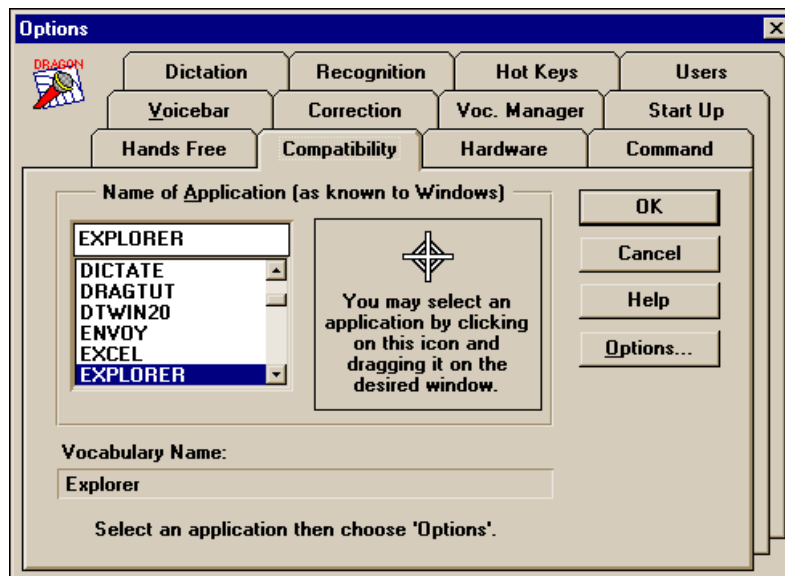 Options
DRAGON
Dictation
Recognition
Hot Keys
Users
Voicebar
Correction
Voc. Manager
Start Up
Hands Free
Compatibility
Hardware
Command
Name of Application (as known to Windows)
EXPLORER
DICTATE
DRAGTUT
DTWIN20
ENVOY
EXCEL
EXPLORER
You may select an
application by clicking
on this icon and
dragging it on the
desired window.
OK
Cancel
Help
Options...
Vocabulary Name:
Explorer
Select an application then choose 'Options'.